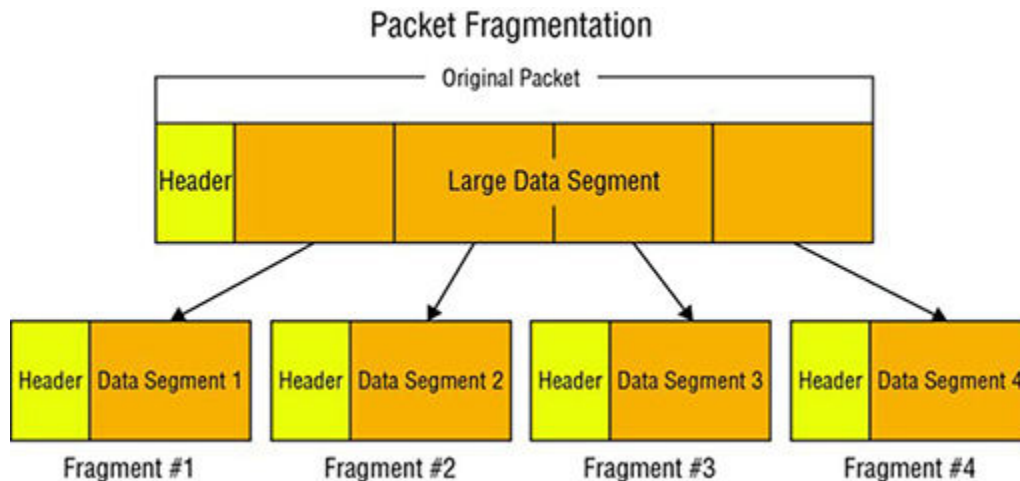 Packet Fragmentation
Original Packet
Header
Large Data Segment
Header Data Segment 1
Header Data Segment 2
Header Data Segment 3
Header Data Segment 4
Fragment #1
Fragment #2
Fragment #3
Fragment #4